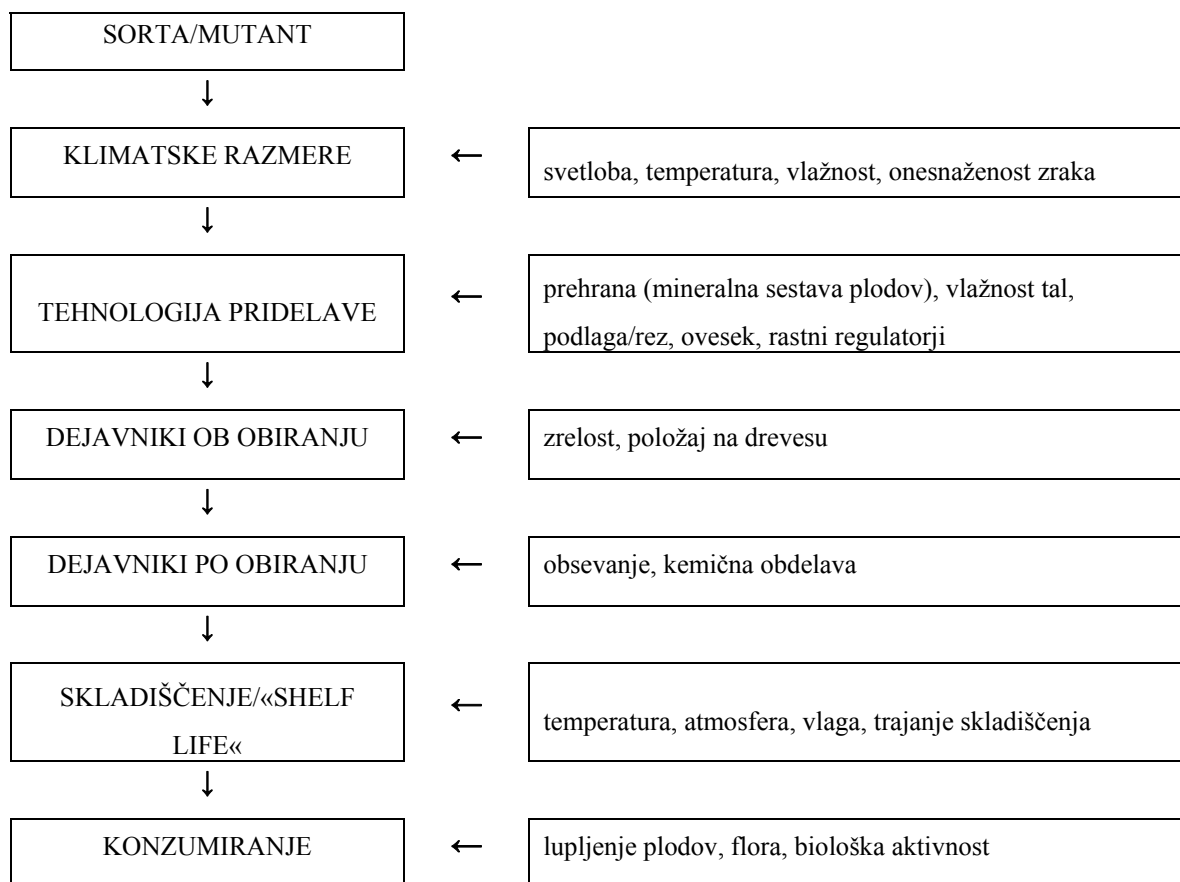 SORTA/MUTANT
↓
KLIMATSKE RAZMERE
←
svetloba, temperatura, vlažnost, onesnaženost zraka
↓
TEHNOLOGIJA PRIDELAVE
←
prehrana (mineralna sestava plodov), vlažnost tal,
podlaga/rez, ovesek, rastni regulatorji
↓
DEJAVNIKI OB OBIRANJU
←
zrelost, položaj na drevesu
↓
DEJAVNIKI PO OBIRANJU
←
obsevanje, kemična obdelava
↓
SKLADIŠČENJE/«SHELF
LIFE«
←
temperatura, atmosfera, vlaga, trajanje skladiščenja
↓
KONZUMIRANJE
←
lupljenje plodov, flora, biološka aktivnost